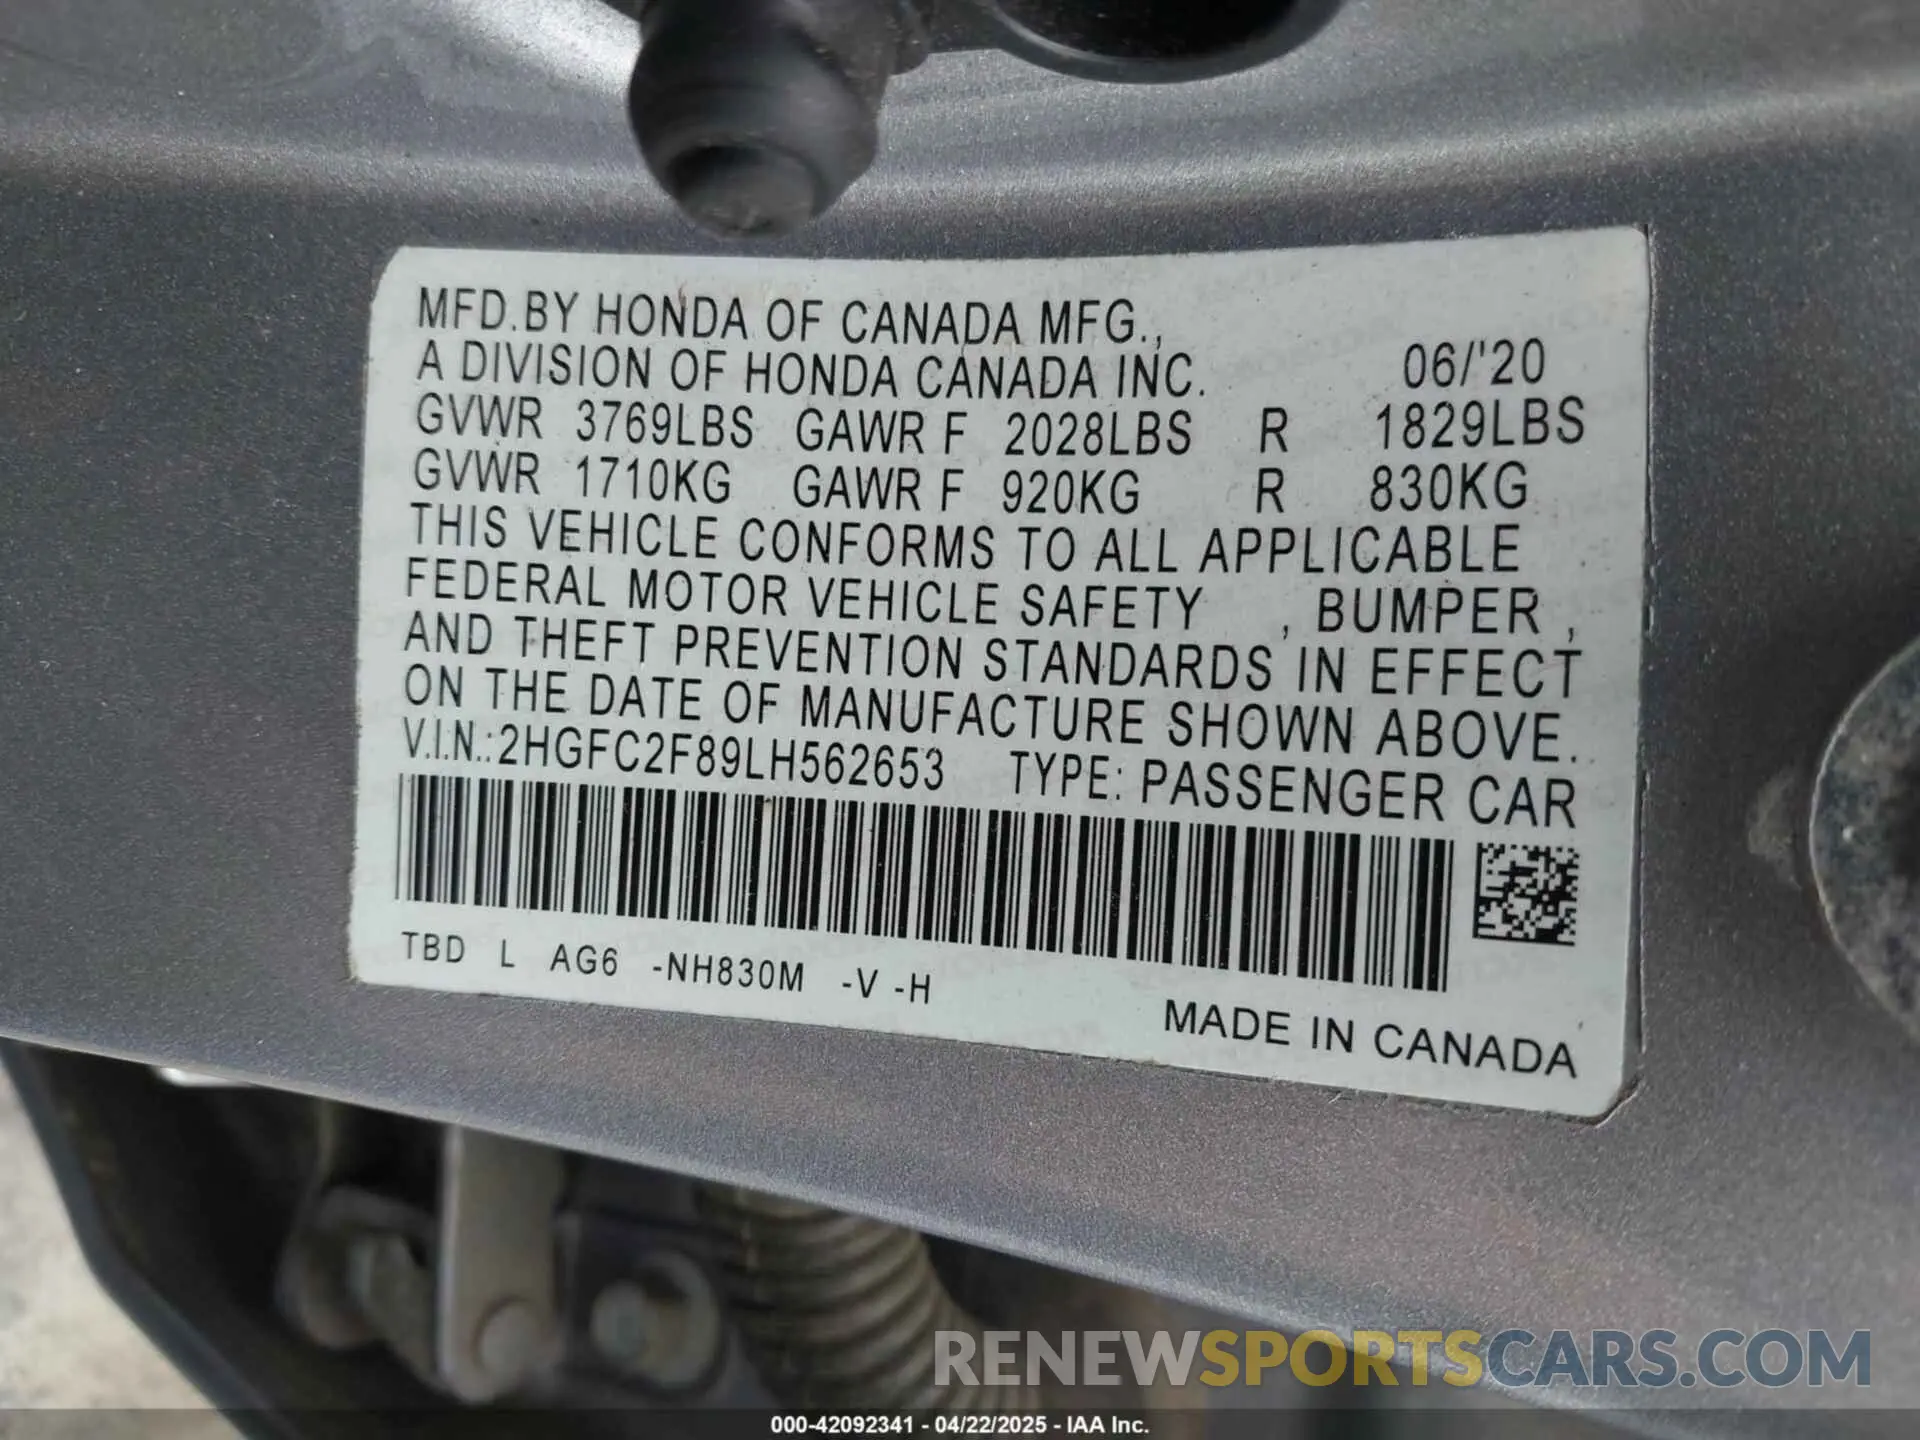 MFD.BY HONDA OF CANADA MFG.,
A DIVISION OF HONDA CANADA INC. 06/'20
GVWR 3769LBS GAWR F 2028LBS R 1829LBS
GVWR 1710KG GAWR F 920KG R 830KG
THIS VEHICLE CONFORMS TO ALL APPLICABLE
FEDERAL MOTOR VEHICLE SAFETY , BUMPER ,
AND THEFT PREVENTION STANDARDS IN EFFECT
ON THE DATE OF MANUFACTURE SHOWN ABOVE.
V.I.N.:2HGFC2F89LH562653 TYPE: PASSENGER CAR
TBD L AG6 -NH830M -V -H
MADE IN CANADA
RENEWSPORTSCARS.COM
000-42092341 - 04/22/2025 - IAA Inc.